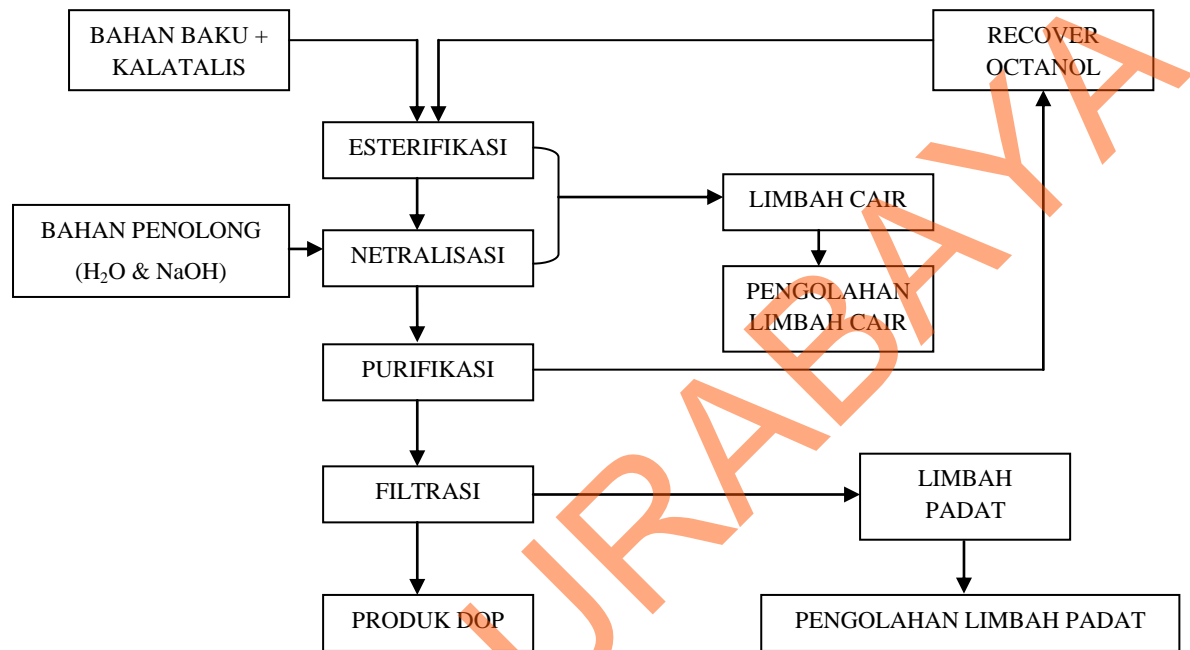 BAHAN BAKU +
KALATALIS
RECOVER
OCTANOL
ESTERIFIKASI
LIMBAH CAIR
BAHAN PENOLONG
(H₂O & NaOH)
NETRALISASI
PENGOLAHAN
LIMBAH CAIR
PURIFIKASI
FILTRASI
LIMBAH
PADAT
PRODUK DOP
PENGOLAHAN LIMBAH PADAT
URABAYA